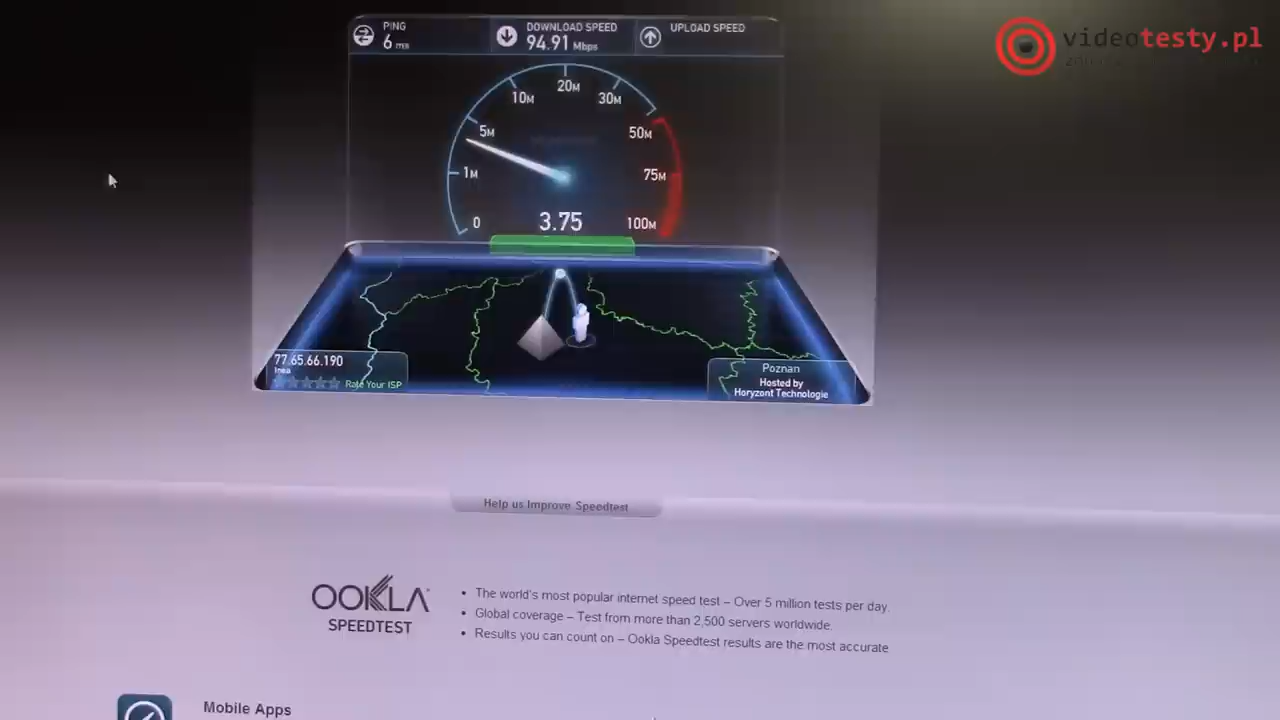 PING
6 ms
DOWNLOAD SPEED
94.91 Mbps
UPLOAD SPEED
videotesty.pl
20M
10M
30M
5M
50M
1M
75M
0
3.75
100M
77.65.66.190
Inea
Rate Your ISP
Poznan
Hosted by
Horyzont Technologie
Help us Improve Speedtest
OOKLA
SPEEDTEST
• The world's most popular internet speed test – Over 5 million tests per day.
• Global coverage – Test from more than 2,500 servers worldwide.
• Results you can count on – Ookla Speedtest results are the most accurate
Mobile Apps